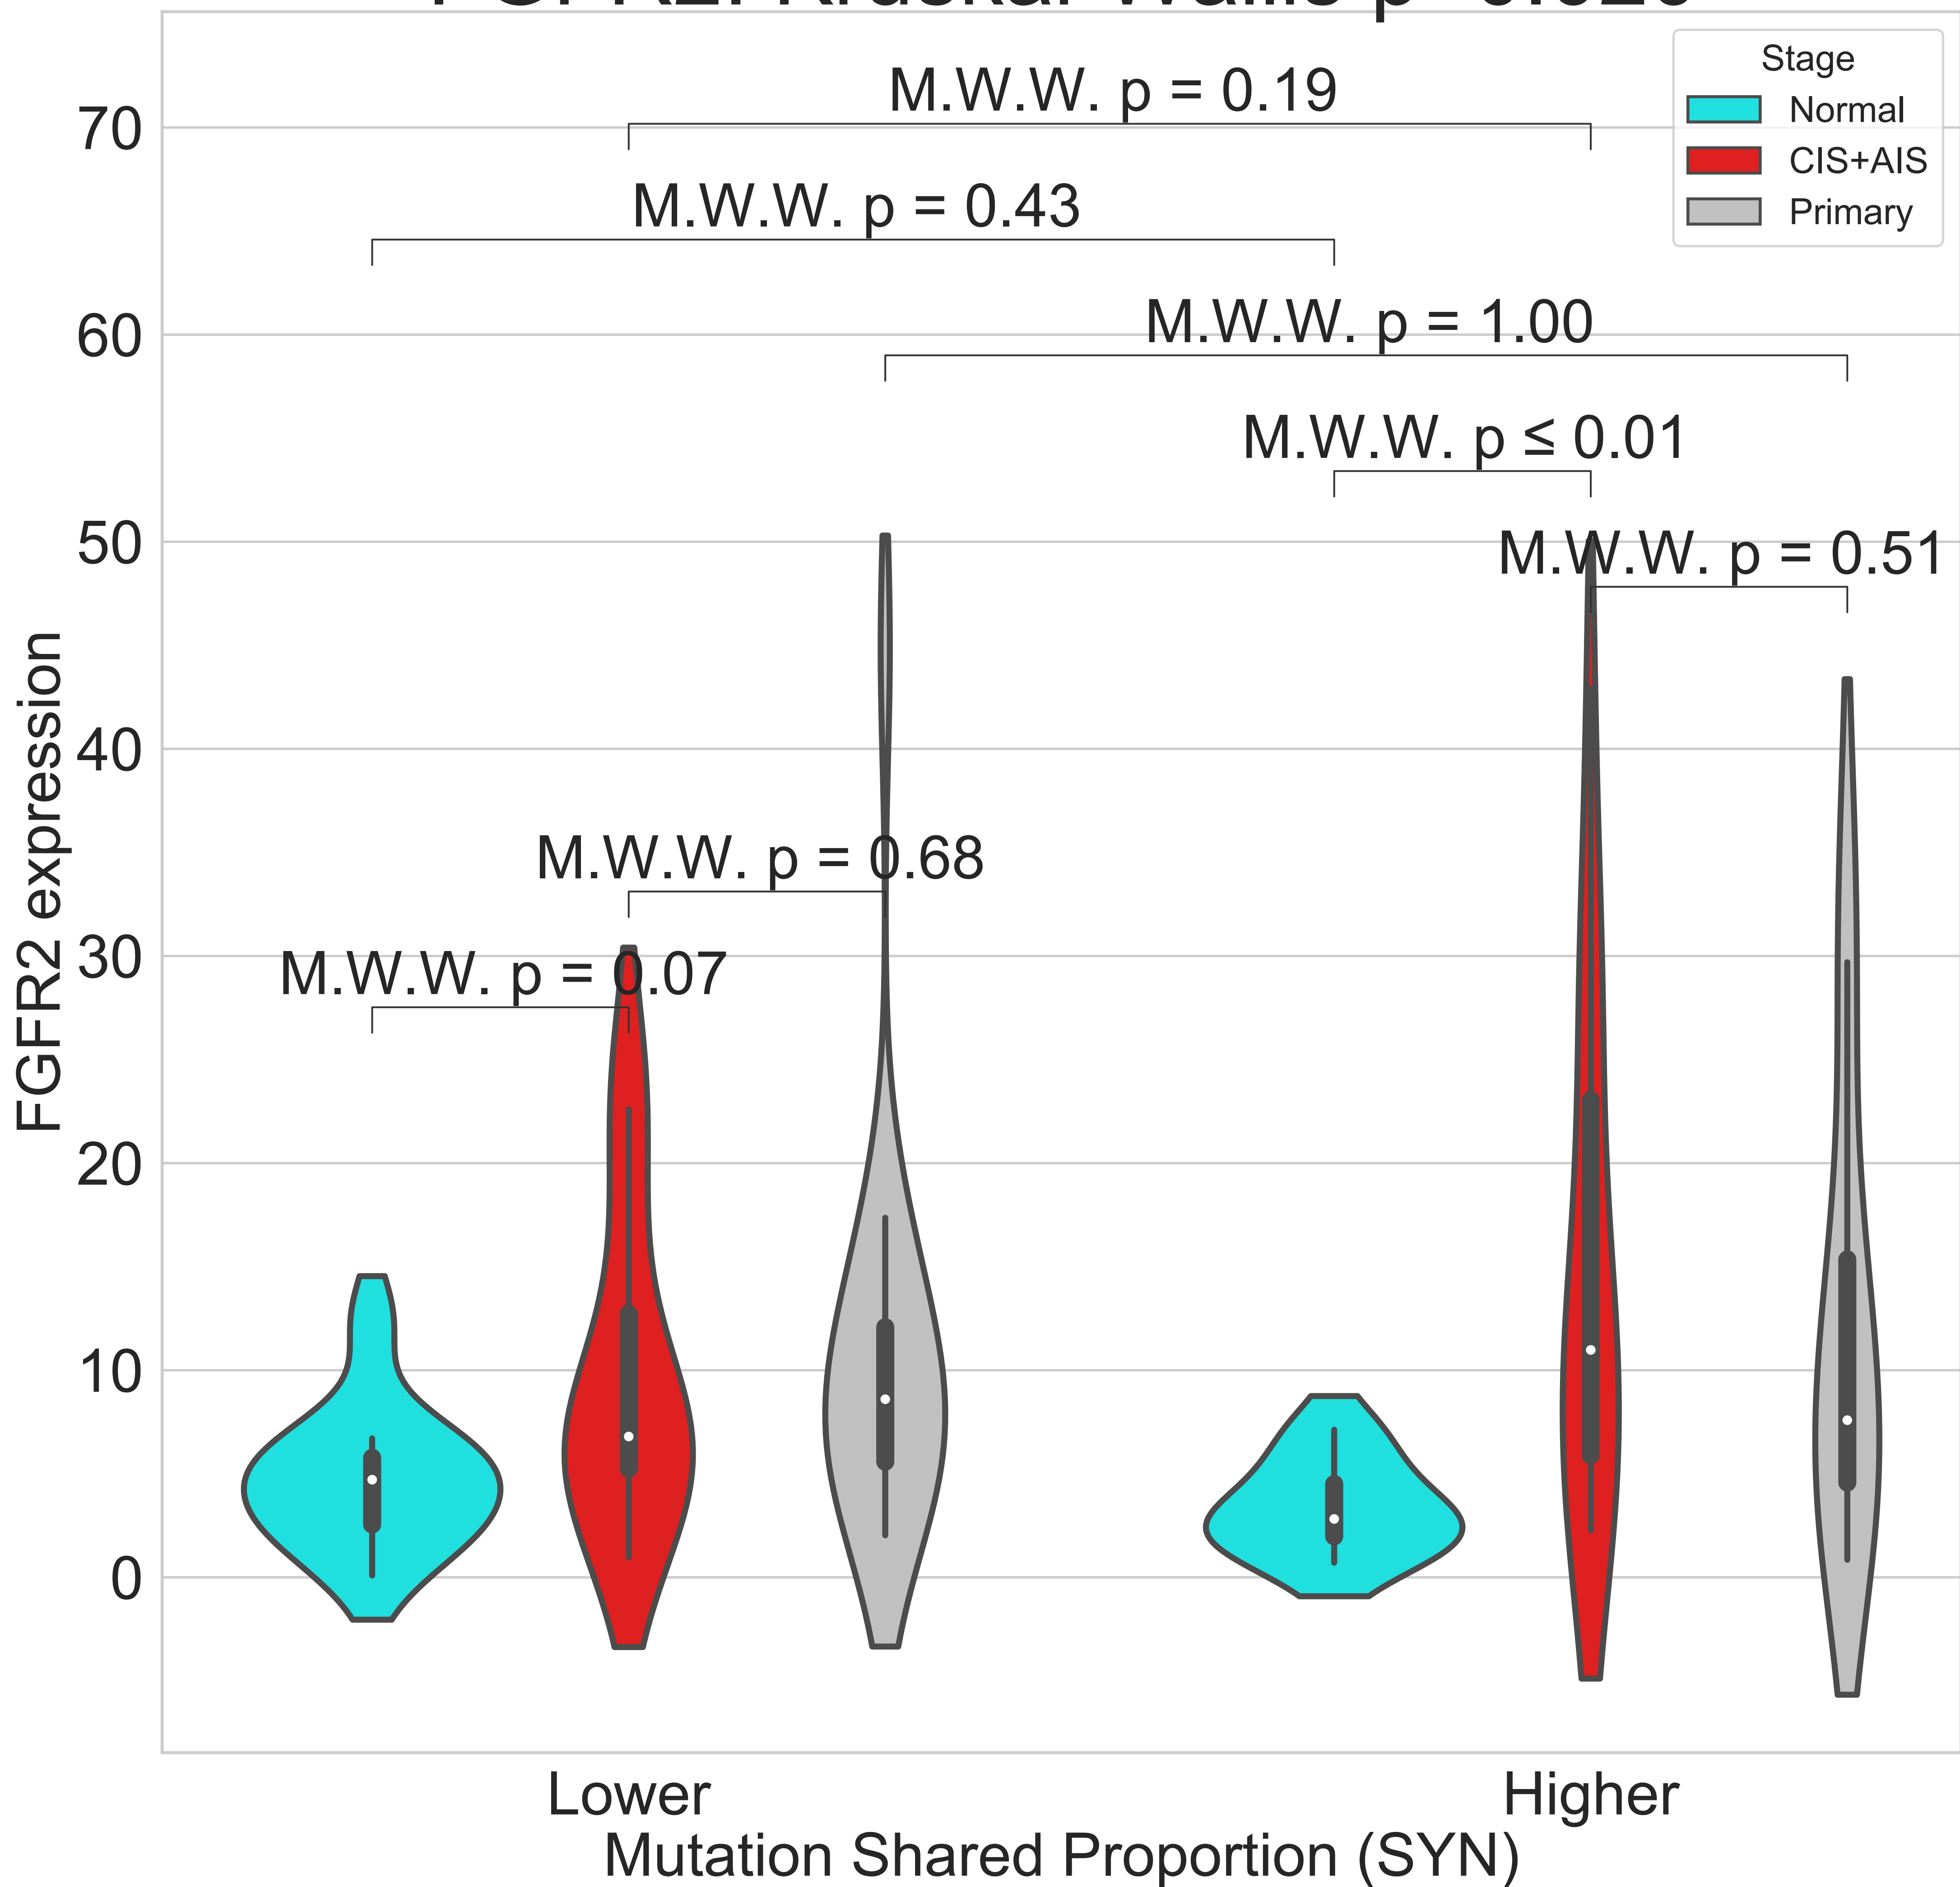 Stage
Normal
CIS+AIS
Primary
M.W.W. p = 0.19
M.W.W. p = 0.43
M.W.W. p = 1.00
M.W.W. p ≤ 0.01
M.W.W. p = 0.51
M.W.W. p = 0.68
M.W.W. p = 0.07
70
60
50
40
30
20
10
0
FGFR2 expression
Lower
Higher
Mutation Shared Proportion (SYN)